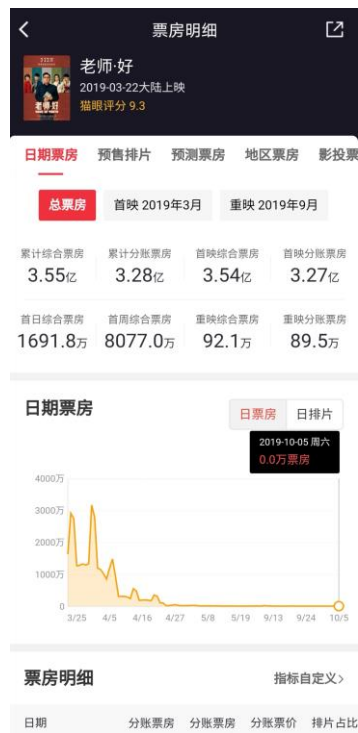 票房明细
老师·好
2019-03-22大陆上映
猫眼评分 9.3
老师·好
日期票房 预售排片 预测票房 地区票房 影投票
总票房 首映 2019年3月 重映 2019年9月
累计综合票房 累计分账票房 首映综合票房 首映分账票房
3.55亿 3.28亿 3.54亿 3.27亿
首日综合票房 首周综合票房 重映综合票房 重映分账票房
1691.8万 8077.0万 92.1万 89.5万
日期票房 日票房 日排片
2019-10-05 周六
0.0万票房
4000万
3000万
2000万
1000万
0
3/25 4/5 4/16 4/27 5/8 5/19 9/13 9/24 10/5
票房明细 指标自定义>
日期 分账票房 分账票房 分账票价 排片占比